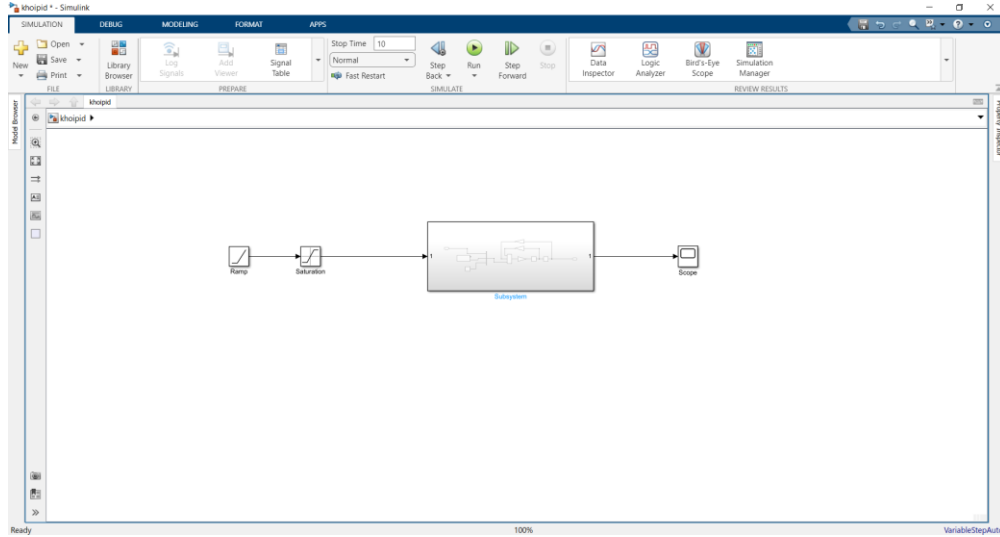 khoipid * - Simulink
SIMULATION DEBUG MODELING FORMAT APPS
New
Open
Save
Print
FILE
Library Browser
LIBRARY
Log Signals
Add Viewer
Signal Table
PREPARE
Stop Time 10
Normal
Fast Restart
Step Back
Run
Step Forward
Stop
SIMULATE
Data Inspector
Logic Analyzer
Bird's-Eye Scope
Simulation Manager
REVIEW RESULTS
Model Browser
khoipid
khoipid
Property Inspector
Ramp
Saturation
1
1
Subsystem
Scope
Ready 100% VariableStepAuto